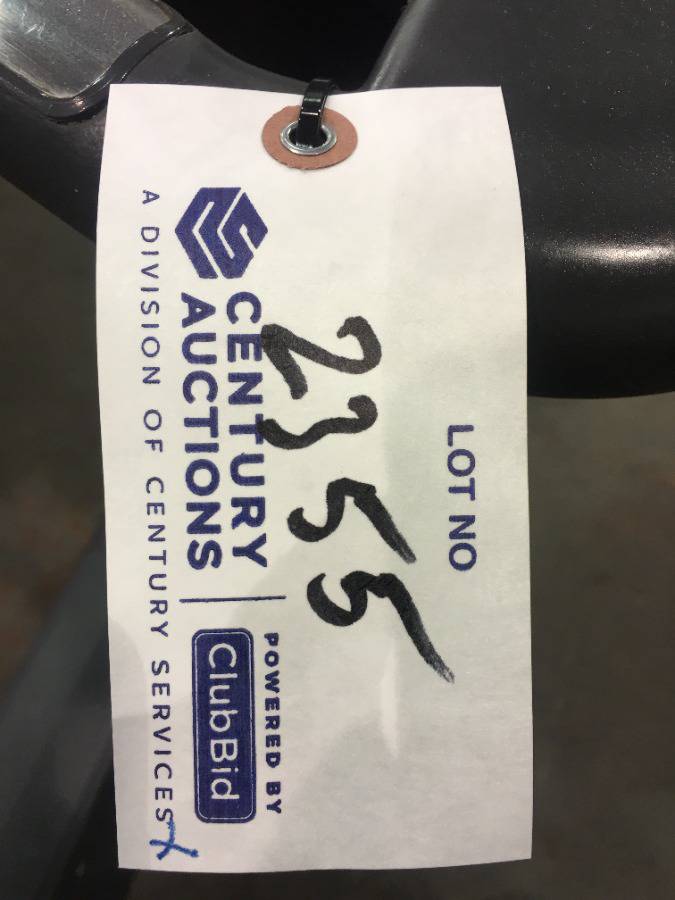 LOT NO
2355
CENTURY
AUCTIONS
POWERED BY
ClubBid
A DIVISION OF CENTURY SERVICES